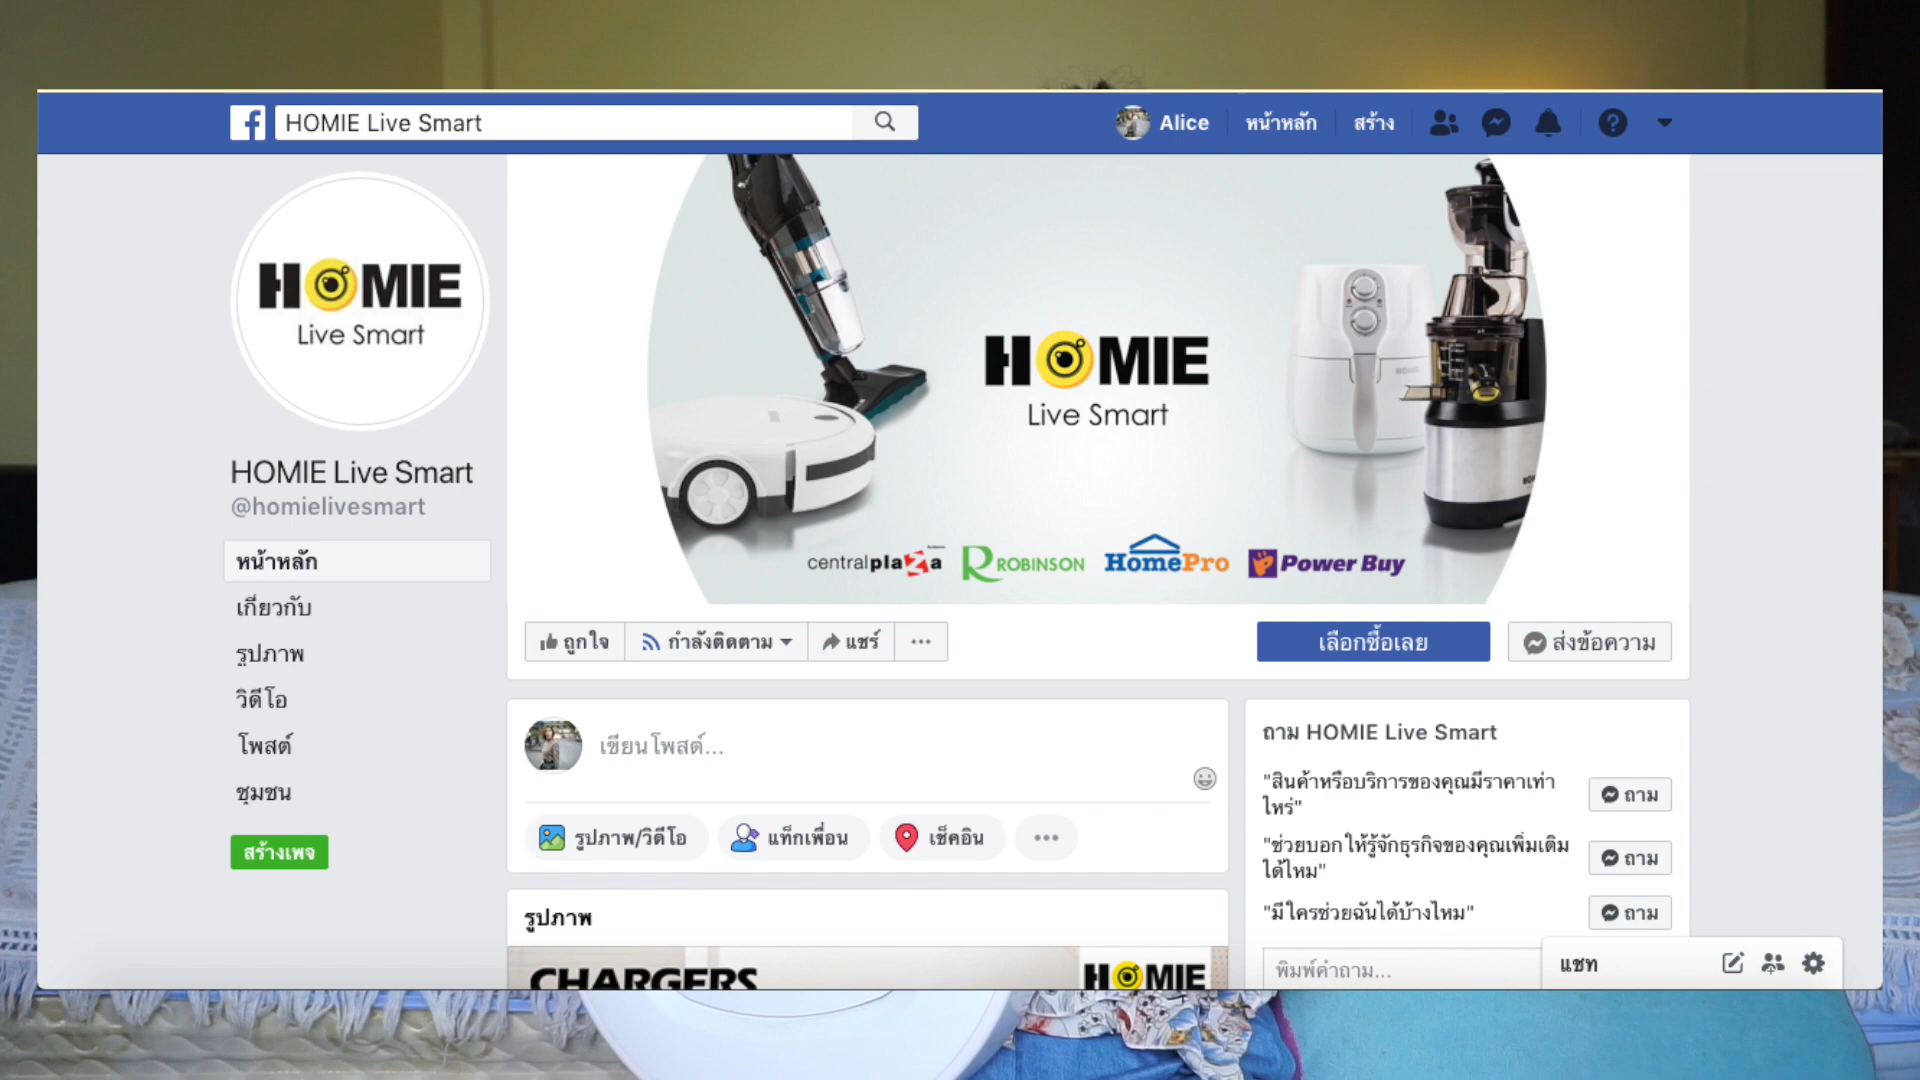 HOMIE Live Smart
Alice
หน้าหลัก
สร้าง
HOMIE
Live Smart
HOMIE Live Smart
@homielivesmart
หน้าหลัก
เกี่ยวกับ
รูปภาพ
วิดีโอ
โพสต์
ชุมชน
สร้างเพจ
HOMIE
Live Smart
HOMIE
centralplaza
ROBINSON
HomePro
Power Buy
ถูกใจ
กำลังติดตาม
แชร์
เลือกซื้อเลย
ส่งข้อความ
เขียนโพสต์...
รูปภาพ/วิดีโอ
แท็กเพื่อน
เช็คอิน
รูปภาพ
CHARGERS
HOMIE
ถาม HOMIE Live Smart
"สินค้าหรือบริการของคุณมีราคาเท่า
ไหร่"
ถาม
"ช่วยบอกให้รู้จักธุรกิจของคุณเพิ่มเติม
ได้ไหม"
ถาม
"มีใครช่วยฉันได้บ้างไหม"
ถาม
พิมพ์คำถาม...
แชท